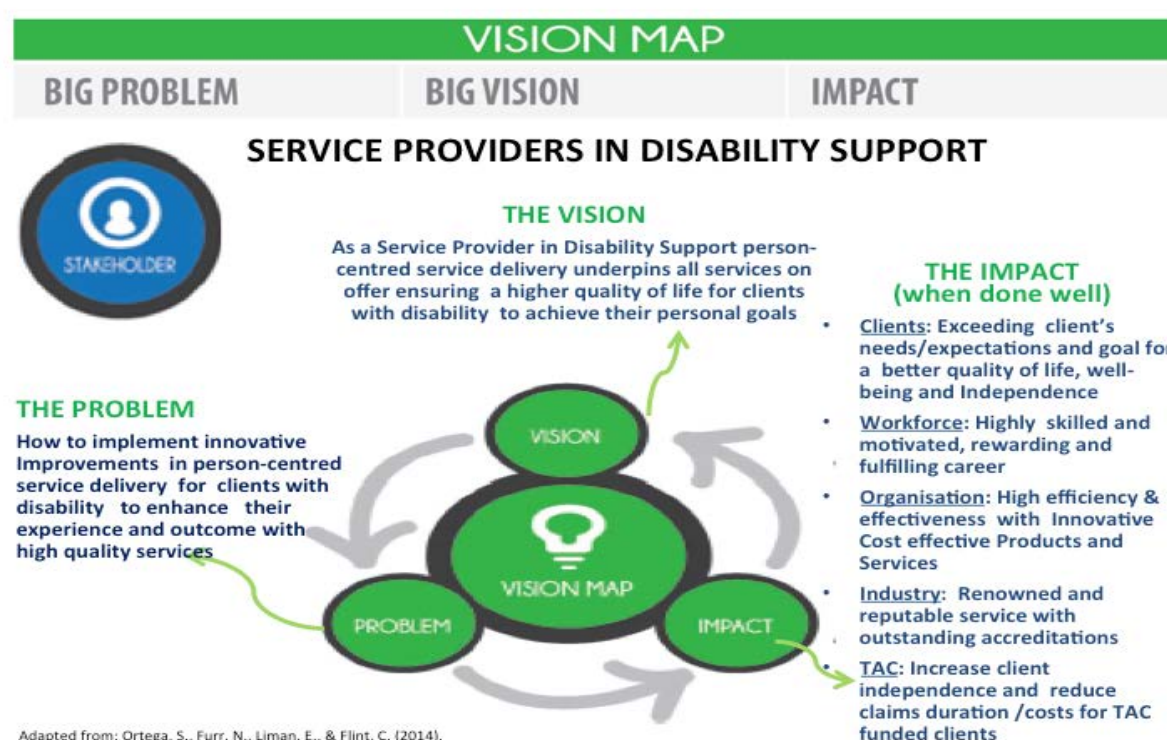 VISION MAP
BIG PROBLEM
BIG VISION
IMPACT
SERVICE PROVIDERS IN DISABILITY SUPPORT
STAKEHOLDER
THE VISION
As a Service Provider in Disability Support person-
centred service delivery underpins all services on
offer ensuring a higher quality of life for clients
with disability to achieve their personal goals
THE PROBLEM
How to implement innovative
Improvements in person-centred
service delivery for clients with
disability to enhance their
experience and outcome with
high quality services
VISION
VISION MAP
PROBLEM
IMPACT
THE IMPACT
(when done well)
• Clients: Exceeding client's
needs/expectations and goal for
a better quality of life, well-
being and Independence
• Workforce: Highly skilled and
motivated, rewarding and
fulfilling career
• Organisation: High efficiency &
effectiveness with Innovative
Cost effective Products and
Services
• Industry: Renowned and
reputable service with
outstanding accreditations
• TAC: Increase client
independence and reduce
claims duration /costs for TAC
funded clients
Adapted from: Ortega, S., Furr, N., Liman, E., & Flint, C. (2014).